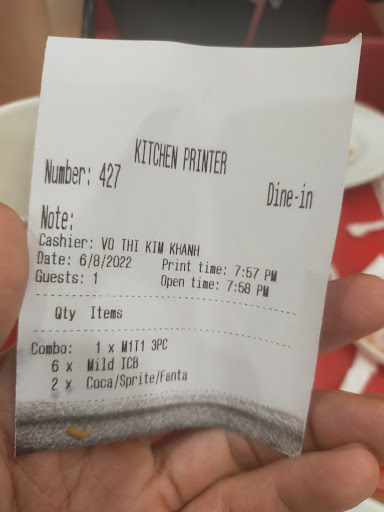 KITCHEN PRINTER
Number: 427
Dine-in
Note:
Cashier: VO THI KIM KHANH
Date: 6/8/2022 Print time: 7:57 PM
Guests: 1 Open time: 7:58 PM
Qty Items
Combo: 1 x M1T1 3PC
6 x Mild ICB
2 x Coca/Sprite/Fanta